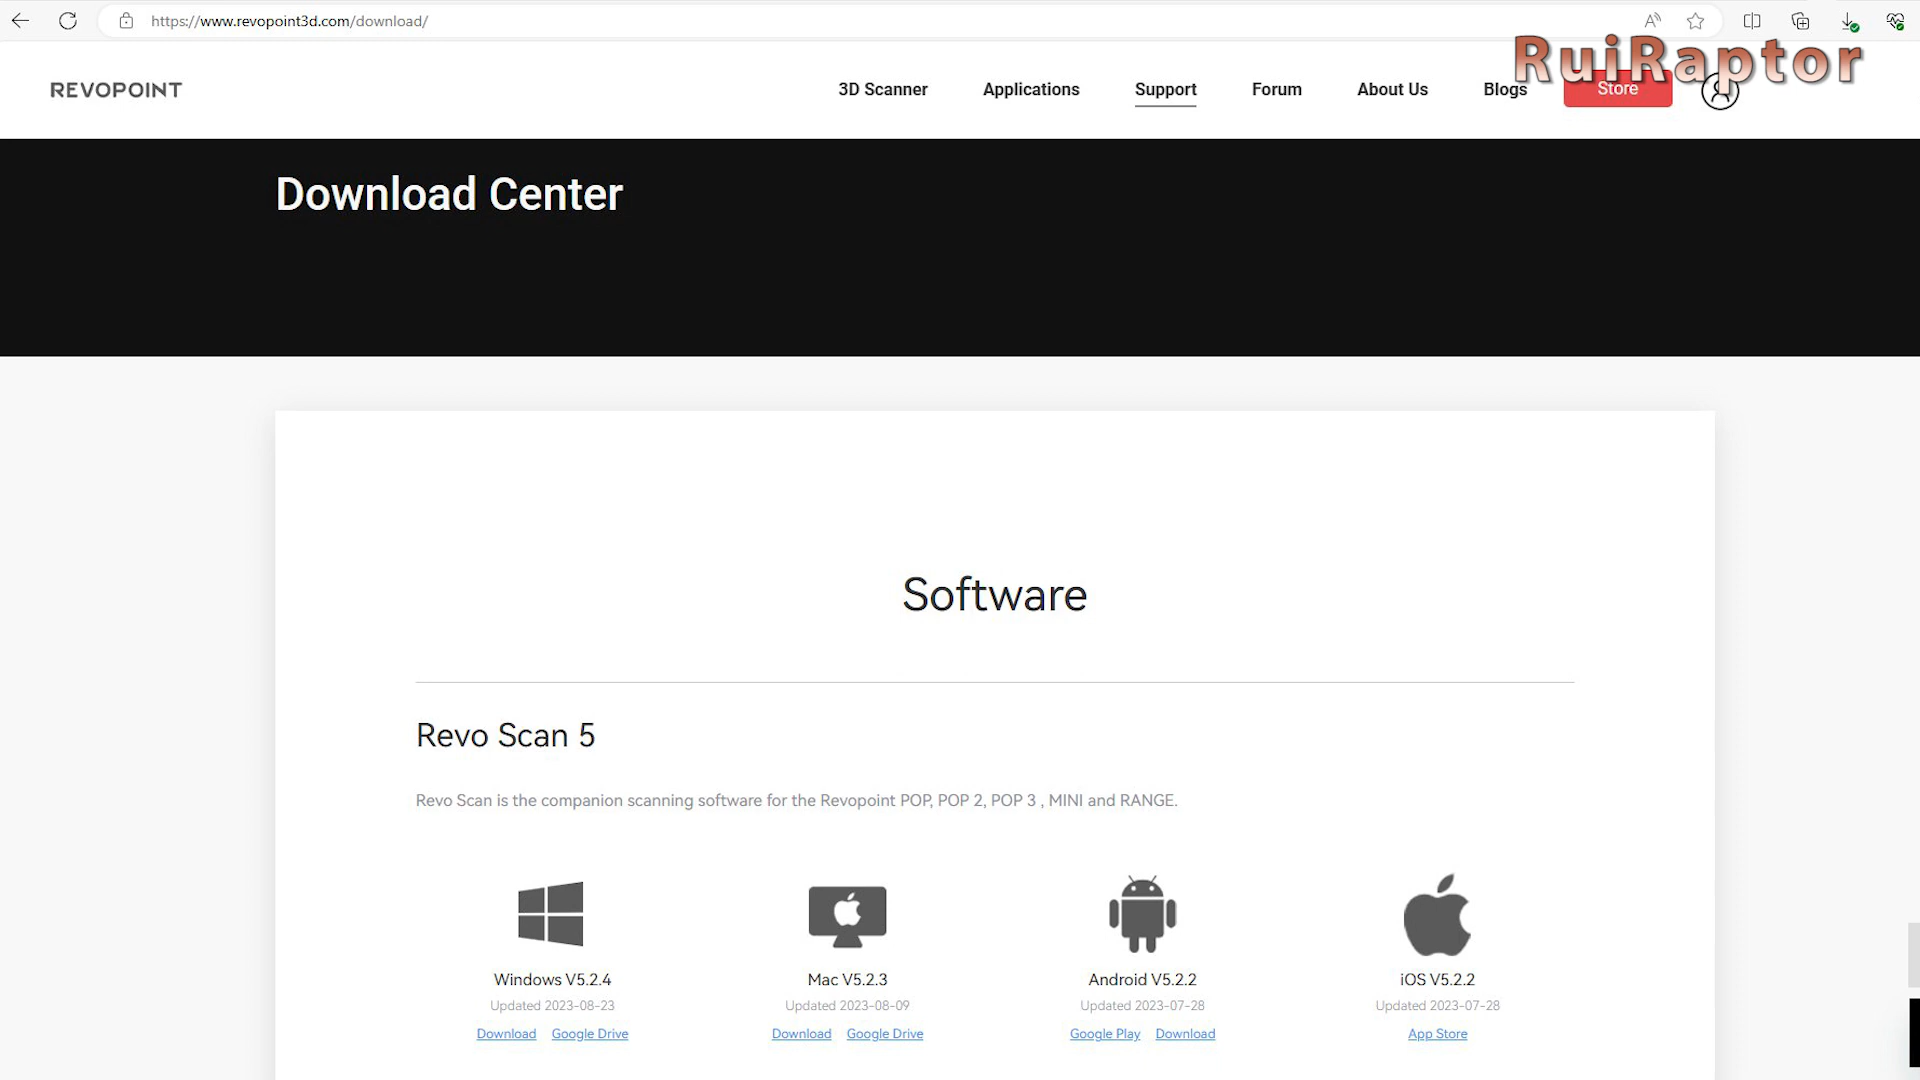 https://www.revopoint3d.com/download/
RuiRaptor
REVOPOINT
3D Scanner
Applications
Support
Forum
About Us
Blogs
Store
Download Center
Software
Revo Scan 5
Revo Scan is the companion scanning software for the Revopoint POP, POP 2, POP 3 , MINI and RANGE.
Windows V5.2.4
Updated 2023-08-23
Download Google Drive
Mac V5.2.3
Updated 2023-08-09
Download Google Drive
Android V5.2.2
Updated 2023-07-28
Google Play Download
iOS V5.2.2
Updated 2023-07-28
App Store